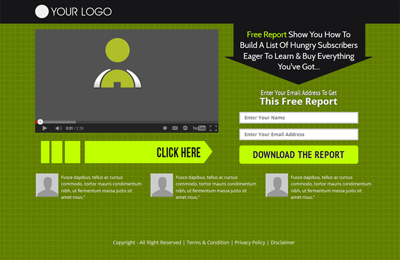 YOUR LOGO
Free Report Show You How To
Build A List Of Hungry Subscribers
Eager To Learn & Buy Everything
You've Got...
Enter Your Email Address To Get
This Free Report
Enter Your Name
Enter Your Email Address
DOWNLOAD THE REPORT
YouTube
CLICK HERE
Fusce dapibus, tellus ac cursus
commodo, tortor mauris condimentum
nibh, ut fermentum massa justo sit
amet risus."
Fusce dapibus, tellus ac cursus
commodo, tortor mauris condimentum
nibh, ut fermentum massa justo sit
amet risus."
Fusce dapibus, tellus ac cursus
commodo, tortor mauris condimentum
nibh, ut fermentum massa justo sit
amet risus."
Copyright - All Right Reserved | Terms & Condition | Privacy Policy | Disclaimer